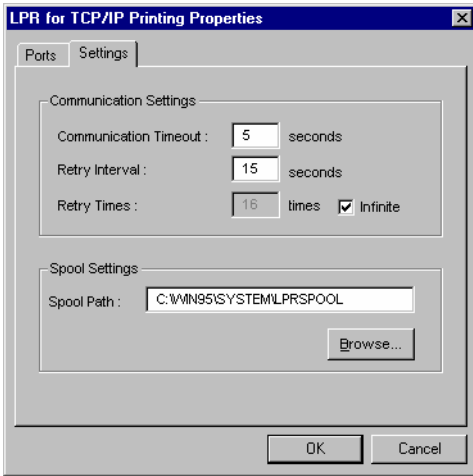 LPR for TCP/IP Printing Properties
Ports Settings
Communication Settings
Communication Timeout : 5 seconds
Retry Interval : 15 seconds
Retry Times : 16 times Infinite
Spool Settings
Spool Path : C:\WIN95\SYSTEM\LPRSPOOL
Browse...
OK Cancel